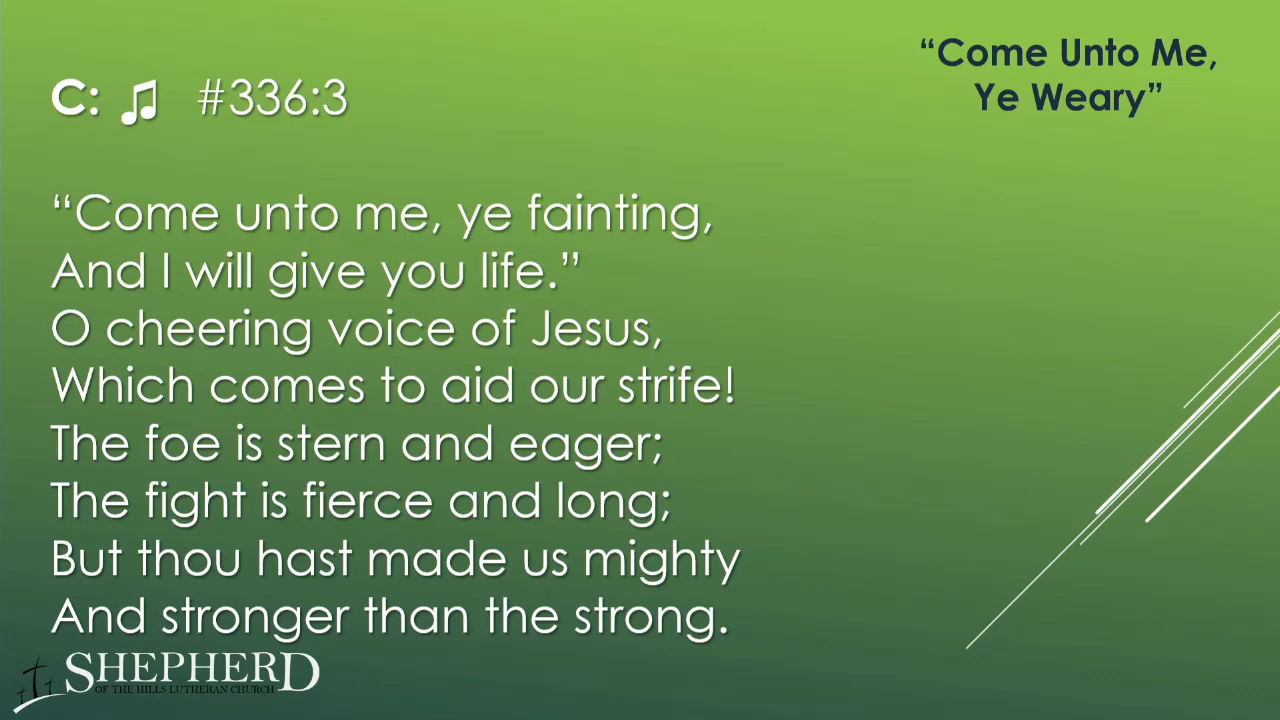 “Come Unto Me,
Ye Weary”
C: ♫ #336:3
“Come unto me, ye fainting,
And I will give you life.”
O cheering voice of Jesus,
Which comes to aid our strife!
The foe is stern and eager;
The fight is fierce and long;
But thou hast made us mighty
And stronger than the strong.
SHEPHERD
OF THE HILLS LUTHERAN CHURCH